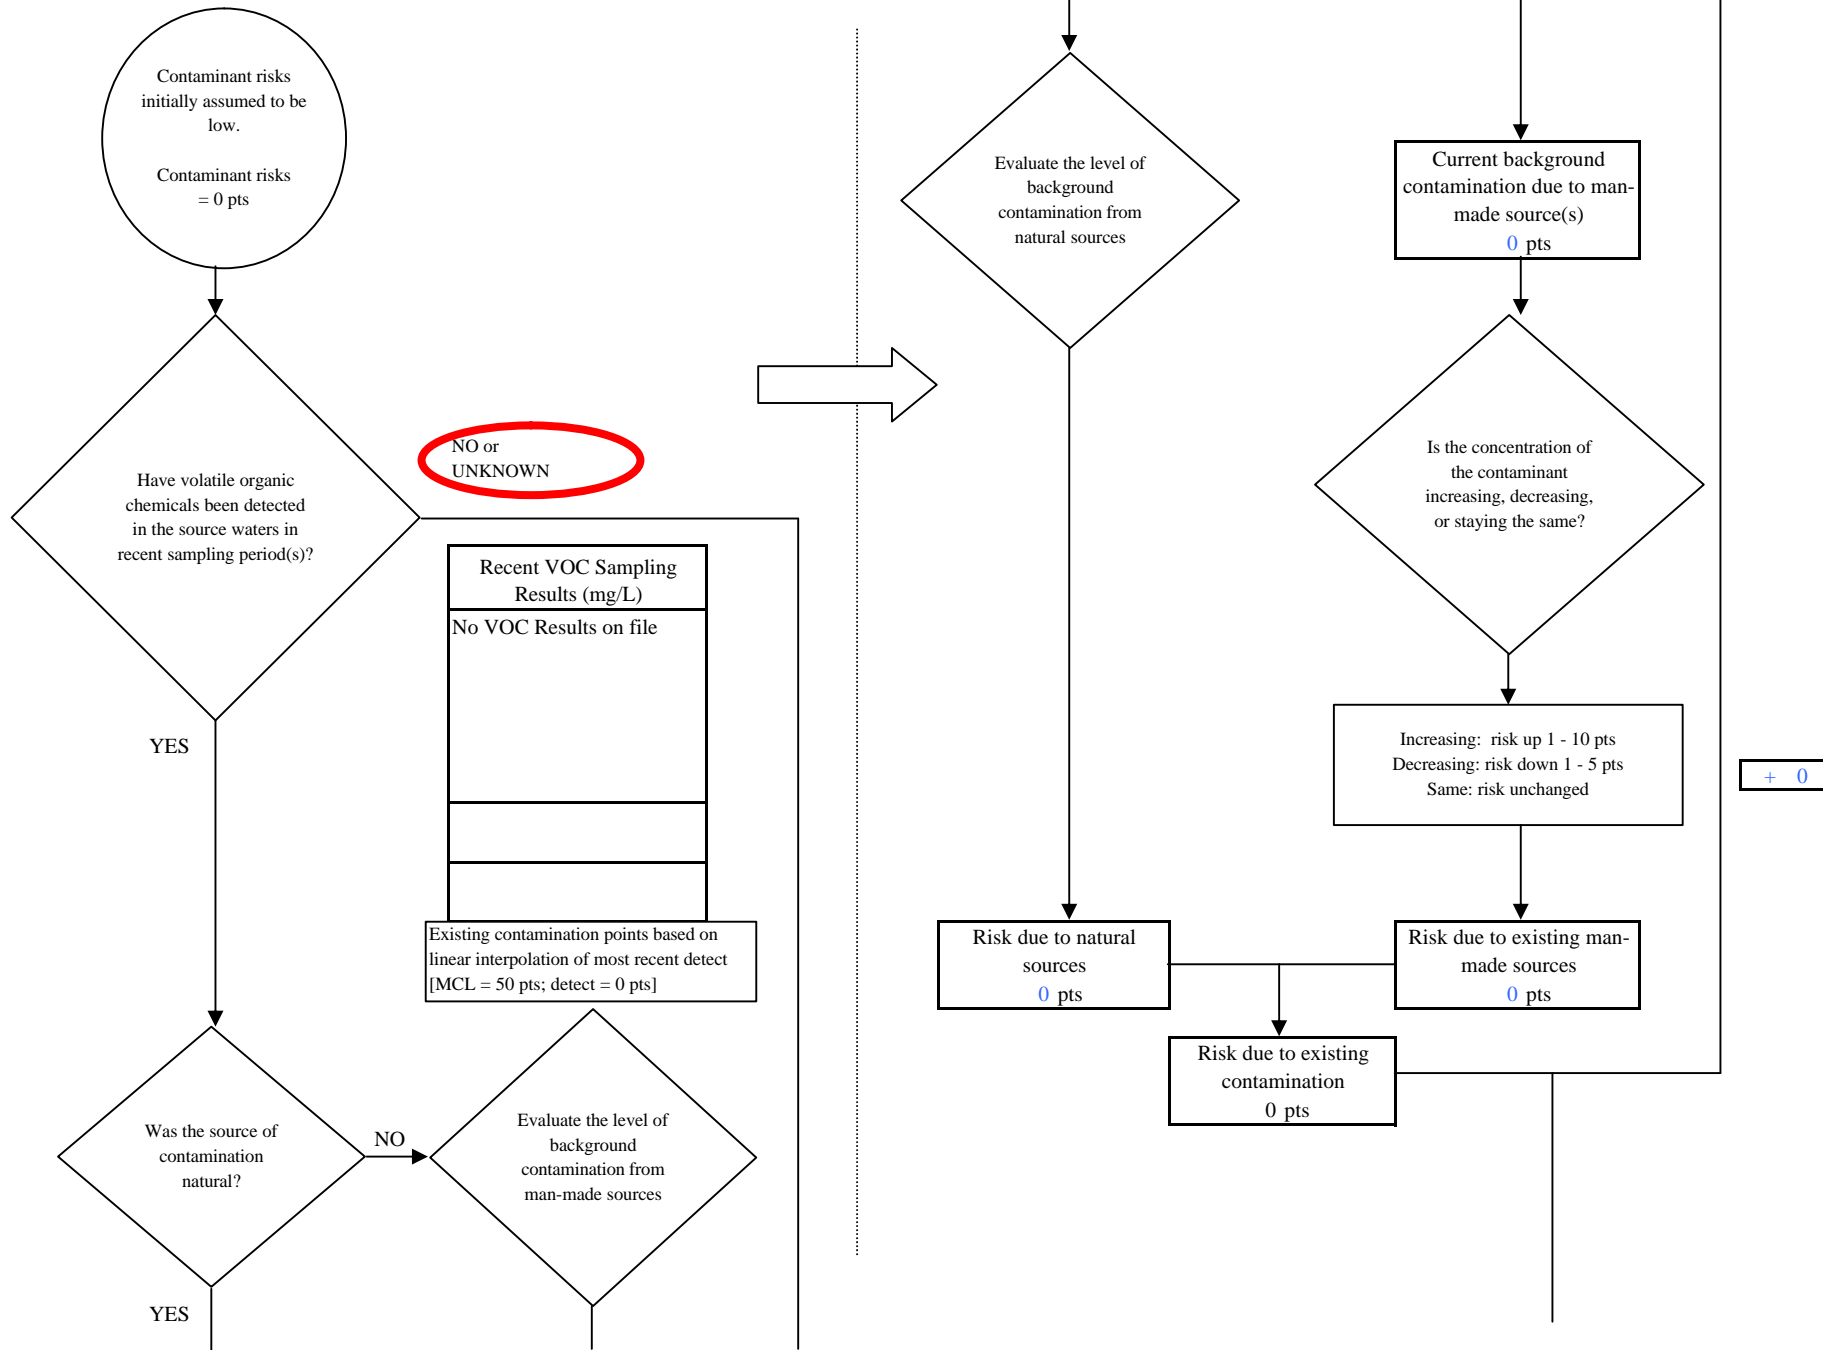 Contaminant risks
initially assumed to be
low.
Contaminant risks
= 0 pts
Have volatile organic
chemicals been detected
in the source waters in
recent sampling period(s)?
NO or
UNKNOWN
Recent VOC Sampling
Results (mg/L)
No VOC Results on file
YES
Existing contamination points based on
linear interpolation of most recent detect
[MCL = 50 pts; detect = 0 pts]
Was the source of
contamination
natural?
NO
Evaluate the level of
background
contamination from
man-made sources
YES
Evaluate the level of
background
contamination from
natural sources
Current background
contamination due to man-
made source(s)
0 pts
Is the concentration of
the contaminant
increasing, decreasing,
or staying the same?
Increasing: risk up 1 - 10 pts
Decreasing: risk down 1 - 5 pts
Same: risk unchanged
+ 0
Risk due to natural
sources
0 pts
Risk due to existing man-
made sources
0 pts
Risk due to existing
contamination
0 pts